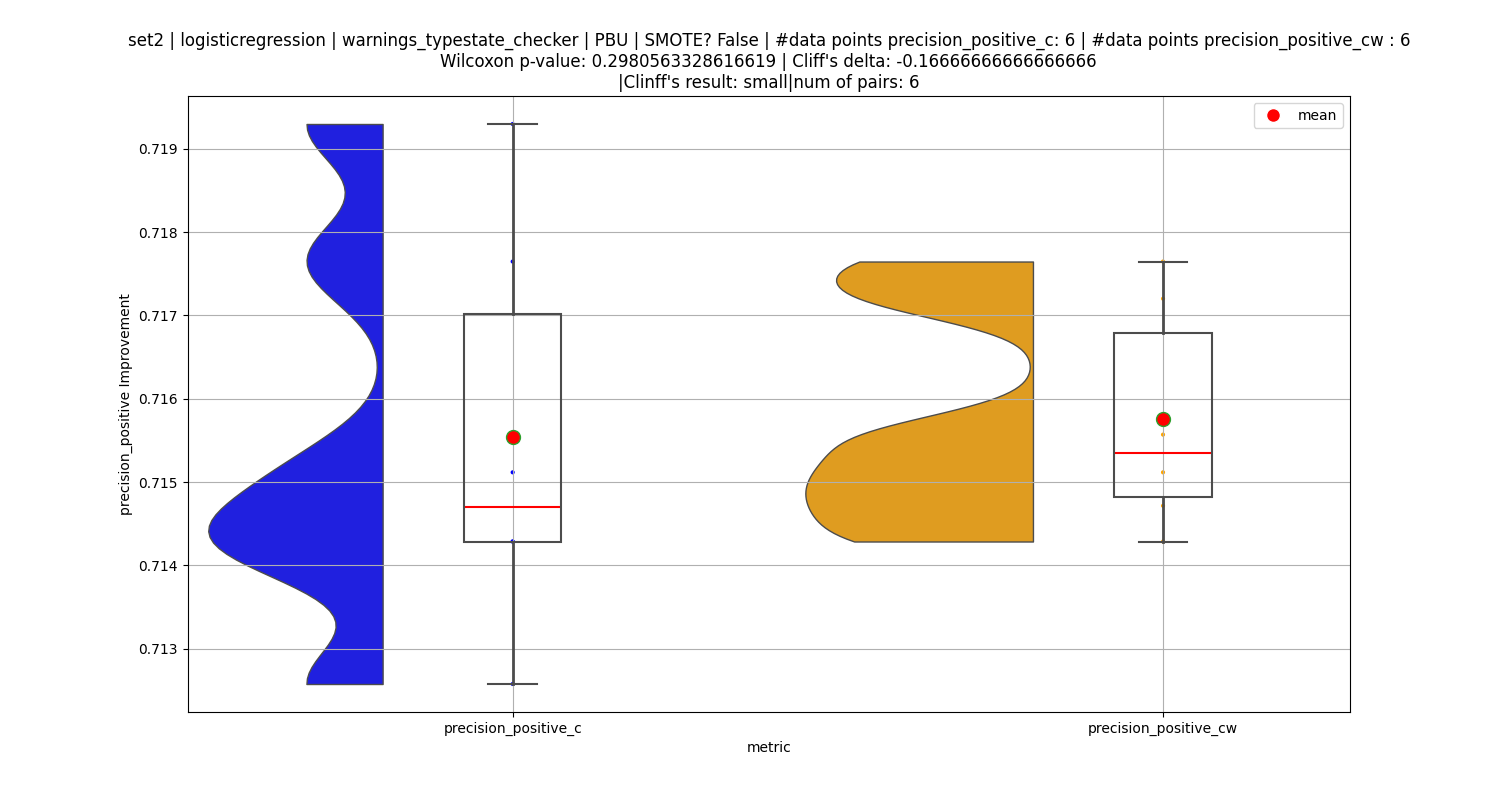 set2 | logisticregression | warnings_typestate_checker | PBU | SMOTE? False | #data points precision_positive_c: 6 | #data points precision_positive_cw : 6
Wilcoxon p-value: 0.2980563328616619 | Cliff's delta: -0.16666666666666666
|Clinff's result: small|num of pairs: 6
mean
0.719
0.718
0.717
0.716
0.715
0.714
0.713
precision_positive Improvement
precision_positive_c
precision_positive_cw
metric